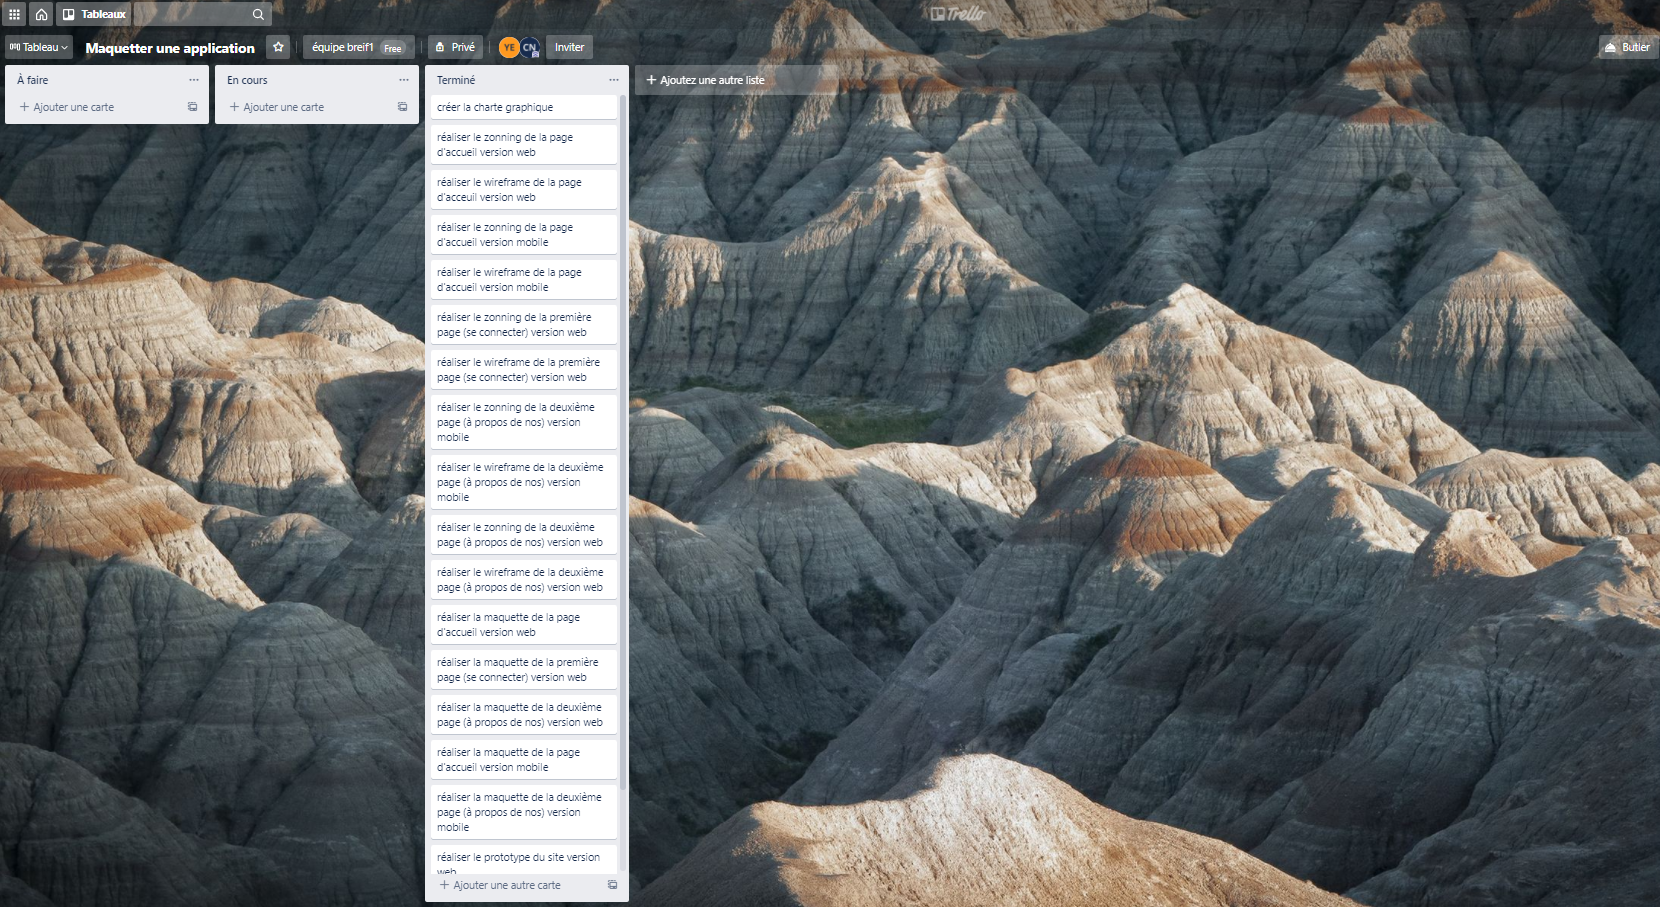 Tableaux
Trello
Tableau
Maquetter une application
équipe breif1 Free
Privé
YE CN
Inviter
Butler
À faire
Ajouter une carte
En cours
Ajouter une carte
Terminé
créer la charte graphique
réaliser le zonning de la page
d'accueil version web
réaliser le wireframe de la page
d'acceuil version web
réaliser le zonning de la page
d'accueil version mobile
réaliser le wireframe de la page
d'accueil version mobile
réaliser le zonning de la première
page (se connecter) version web
réaliser le wireframe de la première
page (se connecter) version web
réaliser le zonning de la deuxième
page (à propos de nos) version
mobile
réaliser le wireframe de la deuxième
page (à propos de nos) version
mobile
réaliser le zonning de la deuxième
page (à propos de nos) version web
réaliser le wireframe de la deuxième
page (à propos de nos) version web
réaliser la maquette de la page
d'accueil version web
réaliser la maquette de la première
page (se connecter) version web
réaliser la maquette de la deuxième
page (à propos de nos) version web
réaliser la maquette de la page
d'accueil version mobile
réaliser la maquette de la deuxième
page (à propos de nos) version
mobile
réaliser le prototype du site version
web
Ajouter une autre carte
Ajoutez une autre liste